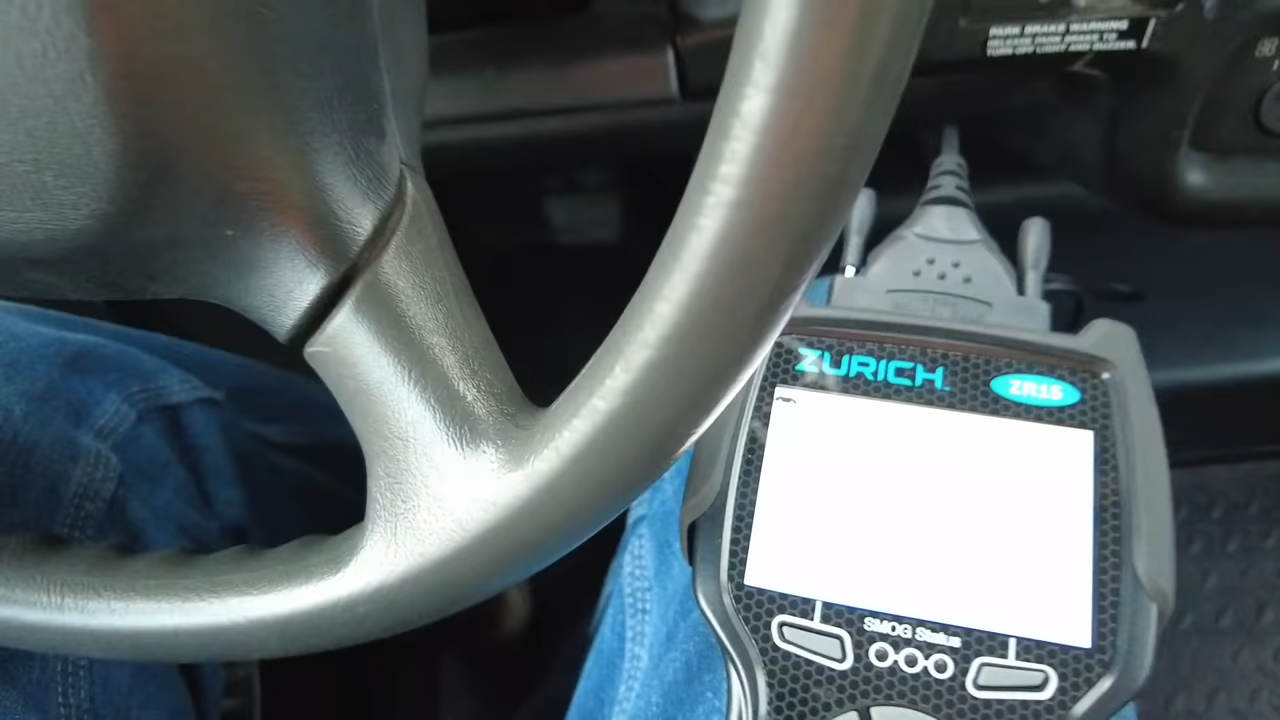 PARK BRAKE WARNING
RELEASE PARK BRAKE TO
TURN OFF LIGHT AND BUZZER.
ZURICH
ZR15
SMOG Status